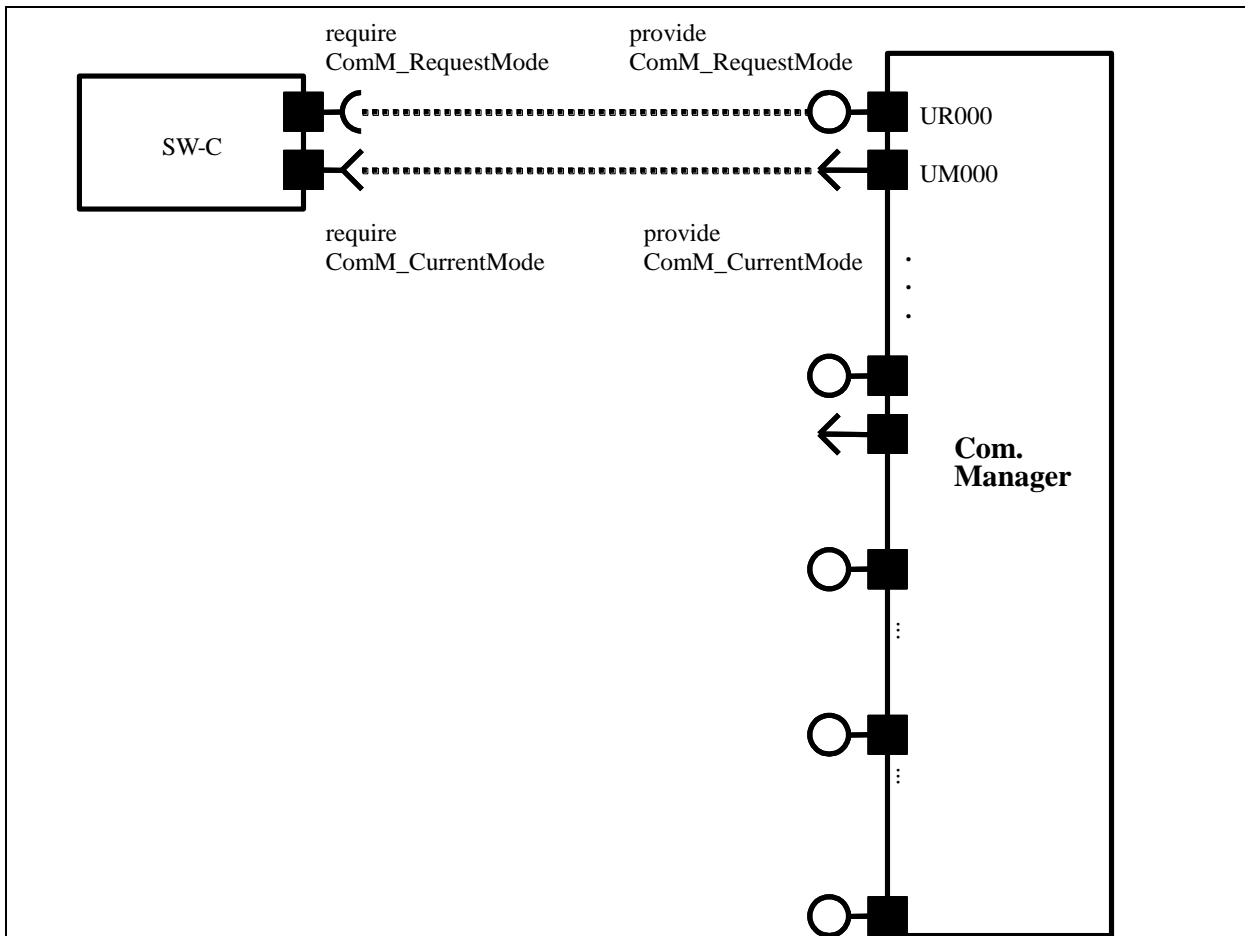 require
ComM_RequestMode
provide
ComM_RequestMode
SW-C
UR000
UM000
require
ComM_CurrentMode
provide
ComM_CurrentMode
Com.
Manager